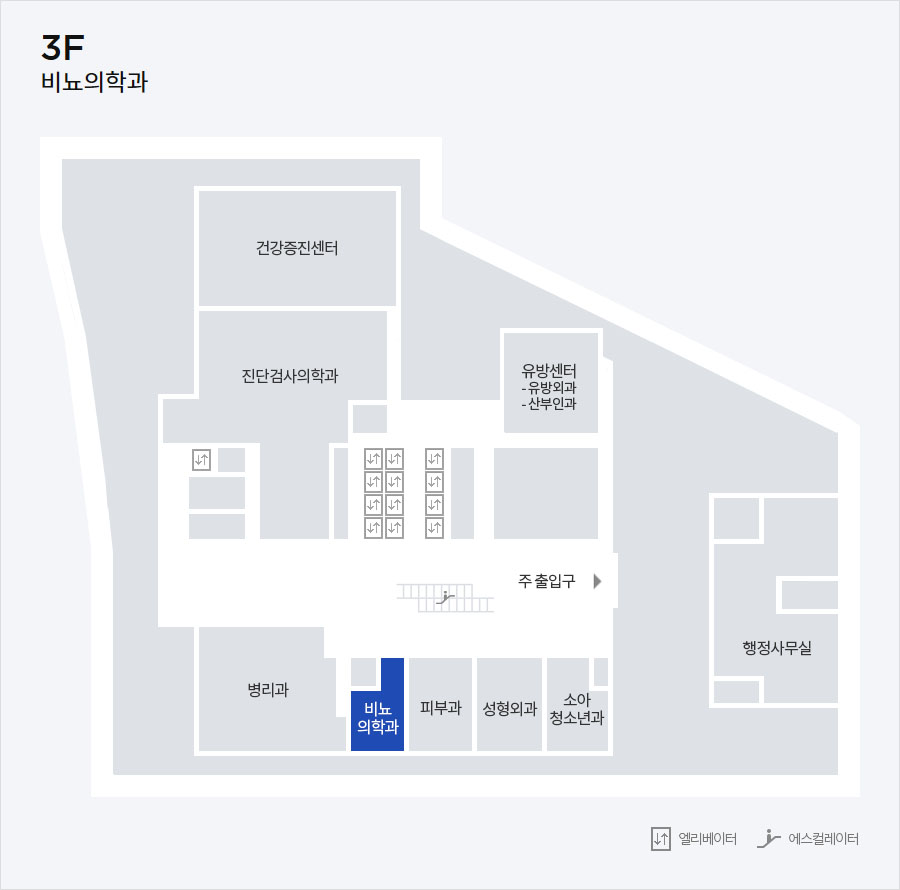 3F
비뇨의학과
건강증진센터
진단검사의학과
유방센터
- 유방외과
- 산부인과
주 출입구
행정사무실
병리과
비뇨
의학과
피부과
성형외과
소아
청소년과
엘리베이터
에스컬레이터